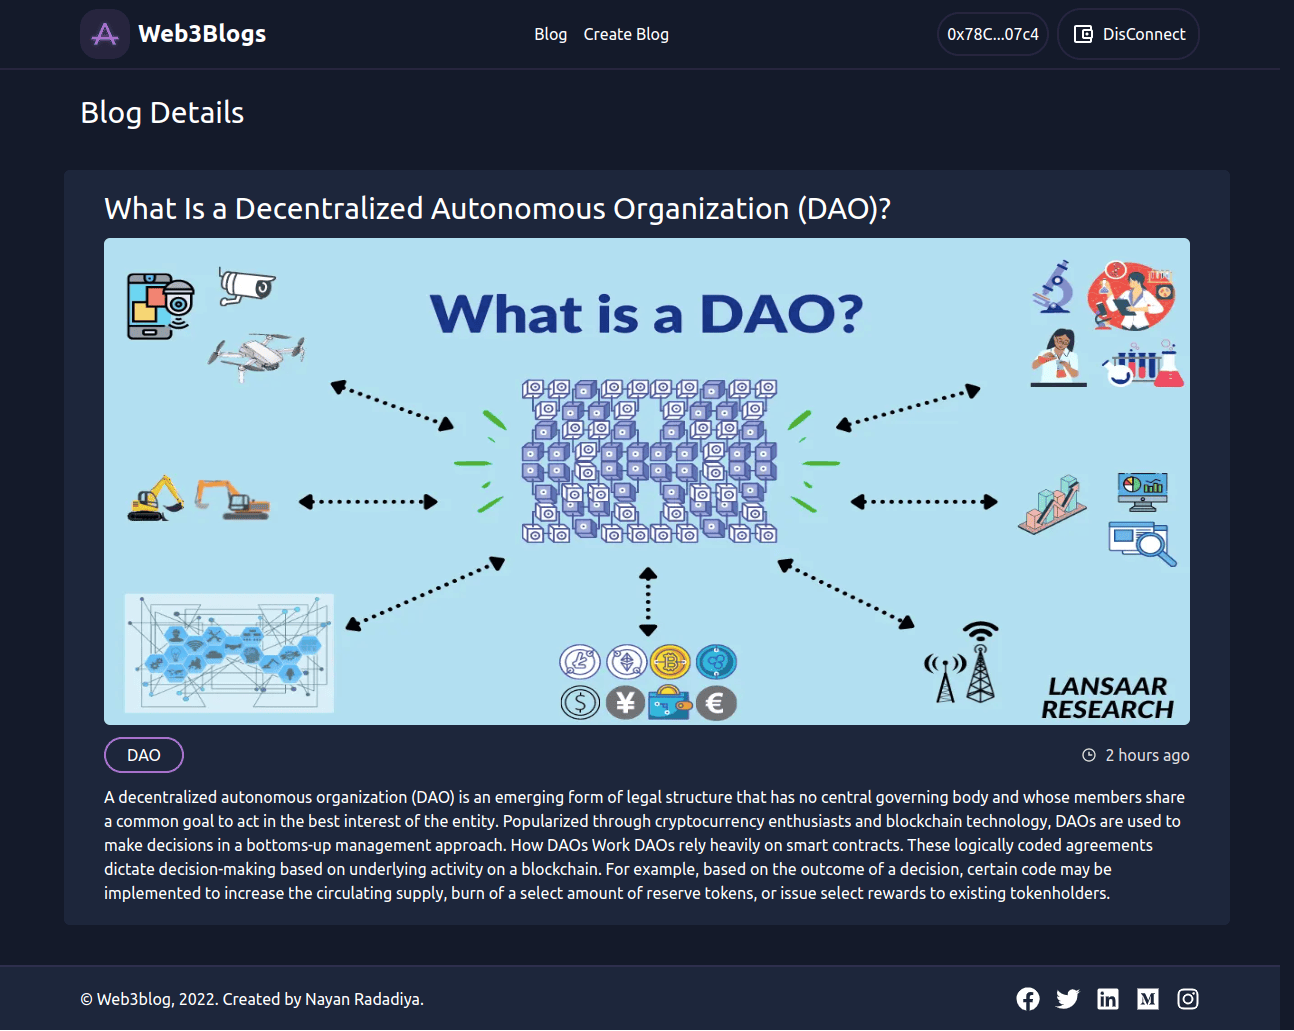 Web3Blogs
Blog Create Blog
0x78C...07c4 DisConnect
Blog Details
What Is a Decentralized Autonomous Organization (DAO)?
What is a DAO?
LANSAAR
RESEARCH
DAO
2 hours ago
A decentralized autonomous organization (DAO) is an emerging form of legal structure that has no central governing body and whose members share
a common goal to act in the best interest of the entity. Popularized through cryptocurrency enthusiasts and blockchain technology, DAOs are used to
make decisions in a bottoms-up management approach. How DAOs Work DAOs rely heavily on smart contracts. These logically coded agreements
dictate decision-making based on underlying activity on a blockchain. For example, based on the outcome of a decision, certain code may be
implemented to increase the circulating supply, burn of a select amount of reserve tokens, or issue select rewards to existing tokenholders.
© Web3blog, 2022. Created by Nayan Radadiya.